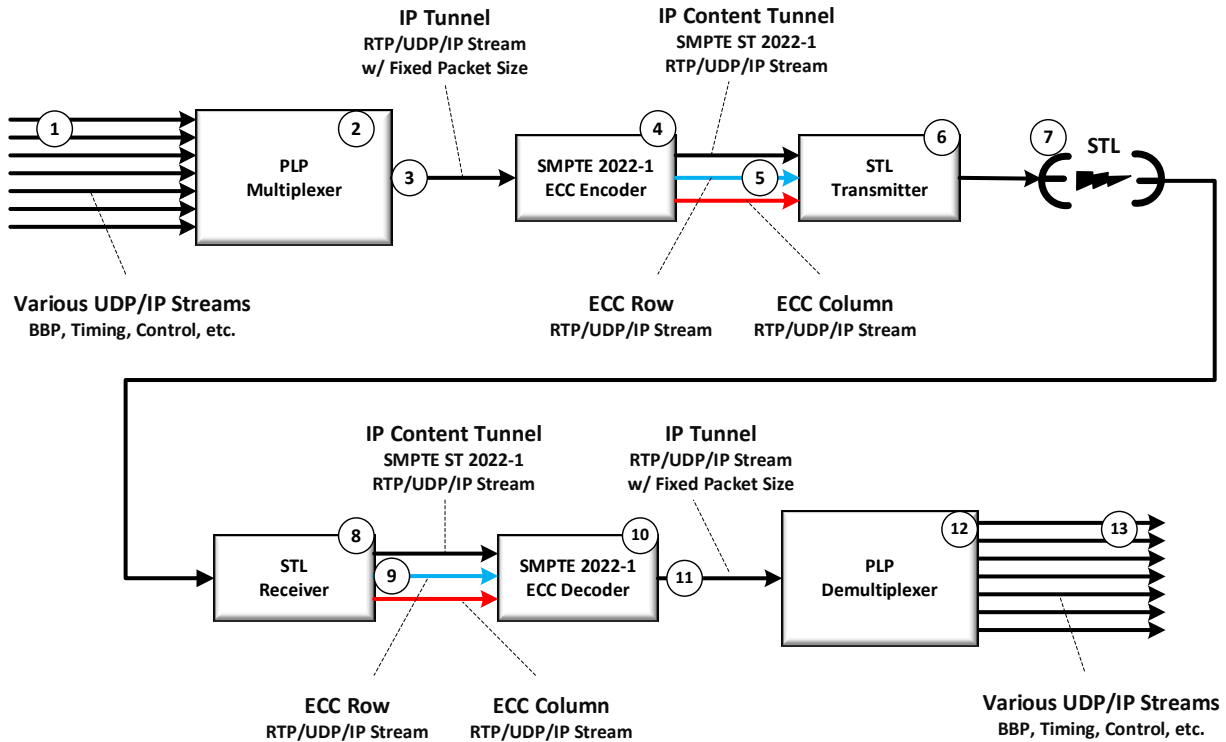 IP Tunnel
RTP/UDP/IP Stream
w/ Fixed Packet Size
IP Content Tunnel
SMPTE ST 2022-1
RTP/UDP/IP Stream
1
2
PLP
Multiplexer
3
4
SMPTE 2022-1
ECC Encoder
5
6
STL
Transmitter
7
STL
Various UDP/IP Streams
BBP, Timing, Control, etc.
ECC Row
RTP/UDP/IP Stream
ECC Column
RTP/UDP/IP Stream
IP Content Tunnel
SMPTE ST 2022-1
RTP/UDP/IP Stream
IP Tunnel
RTP/UDP/IP Stream
w/ Fixed Packet Size
8
STL
Receiver
9
10
SMPTE 2022-1
ECC Decoder
11
12
PLP
Demultiplexer
13
ECC Row
RTP/UDP/IP Stream
ECC Column
RTP/UDP/IP Stream
Various UDP/IP Streams
BBP, Timing, Control, etc.